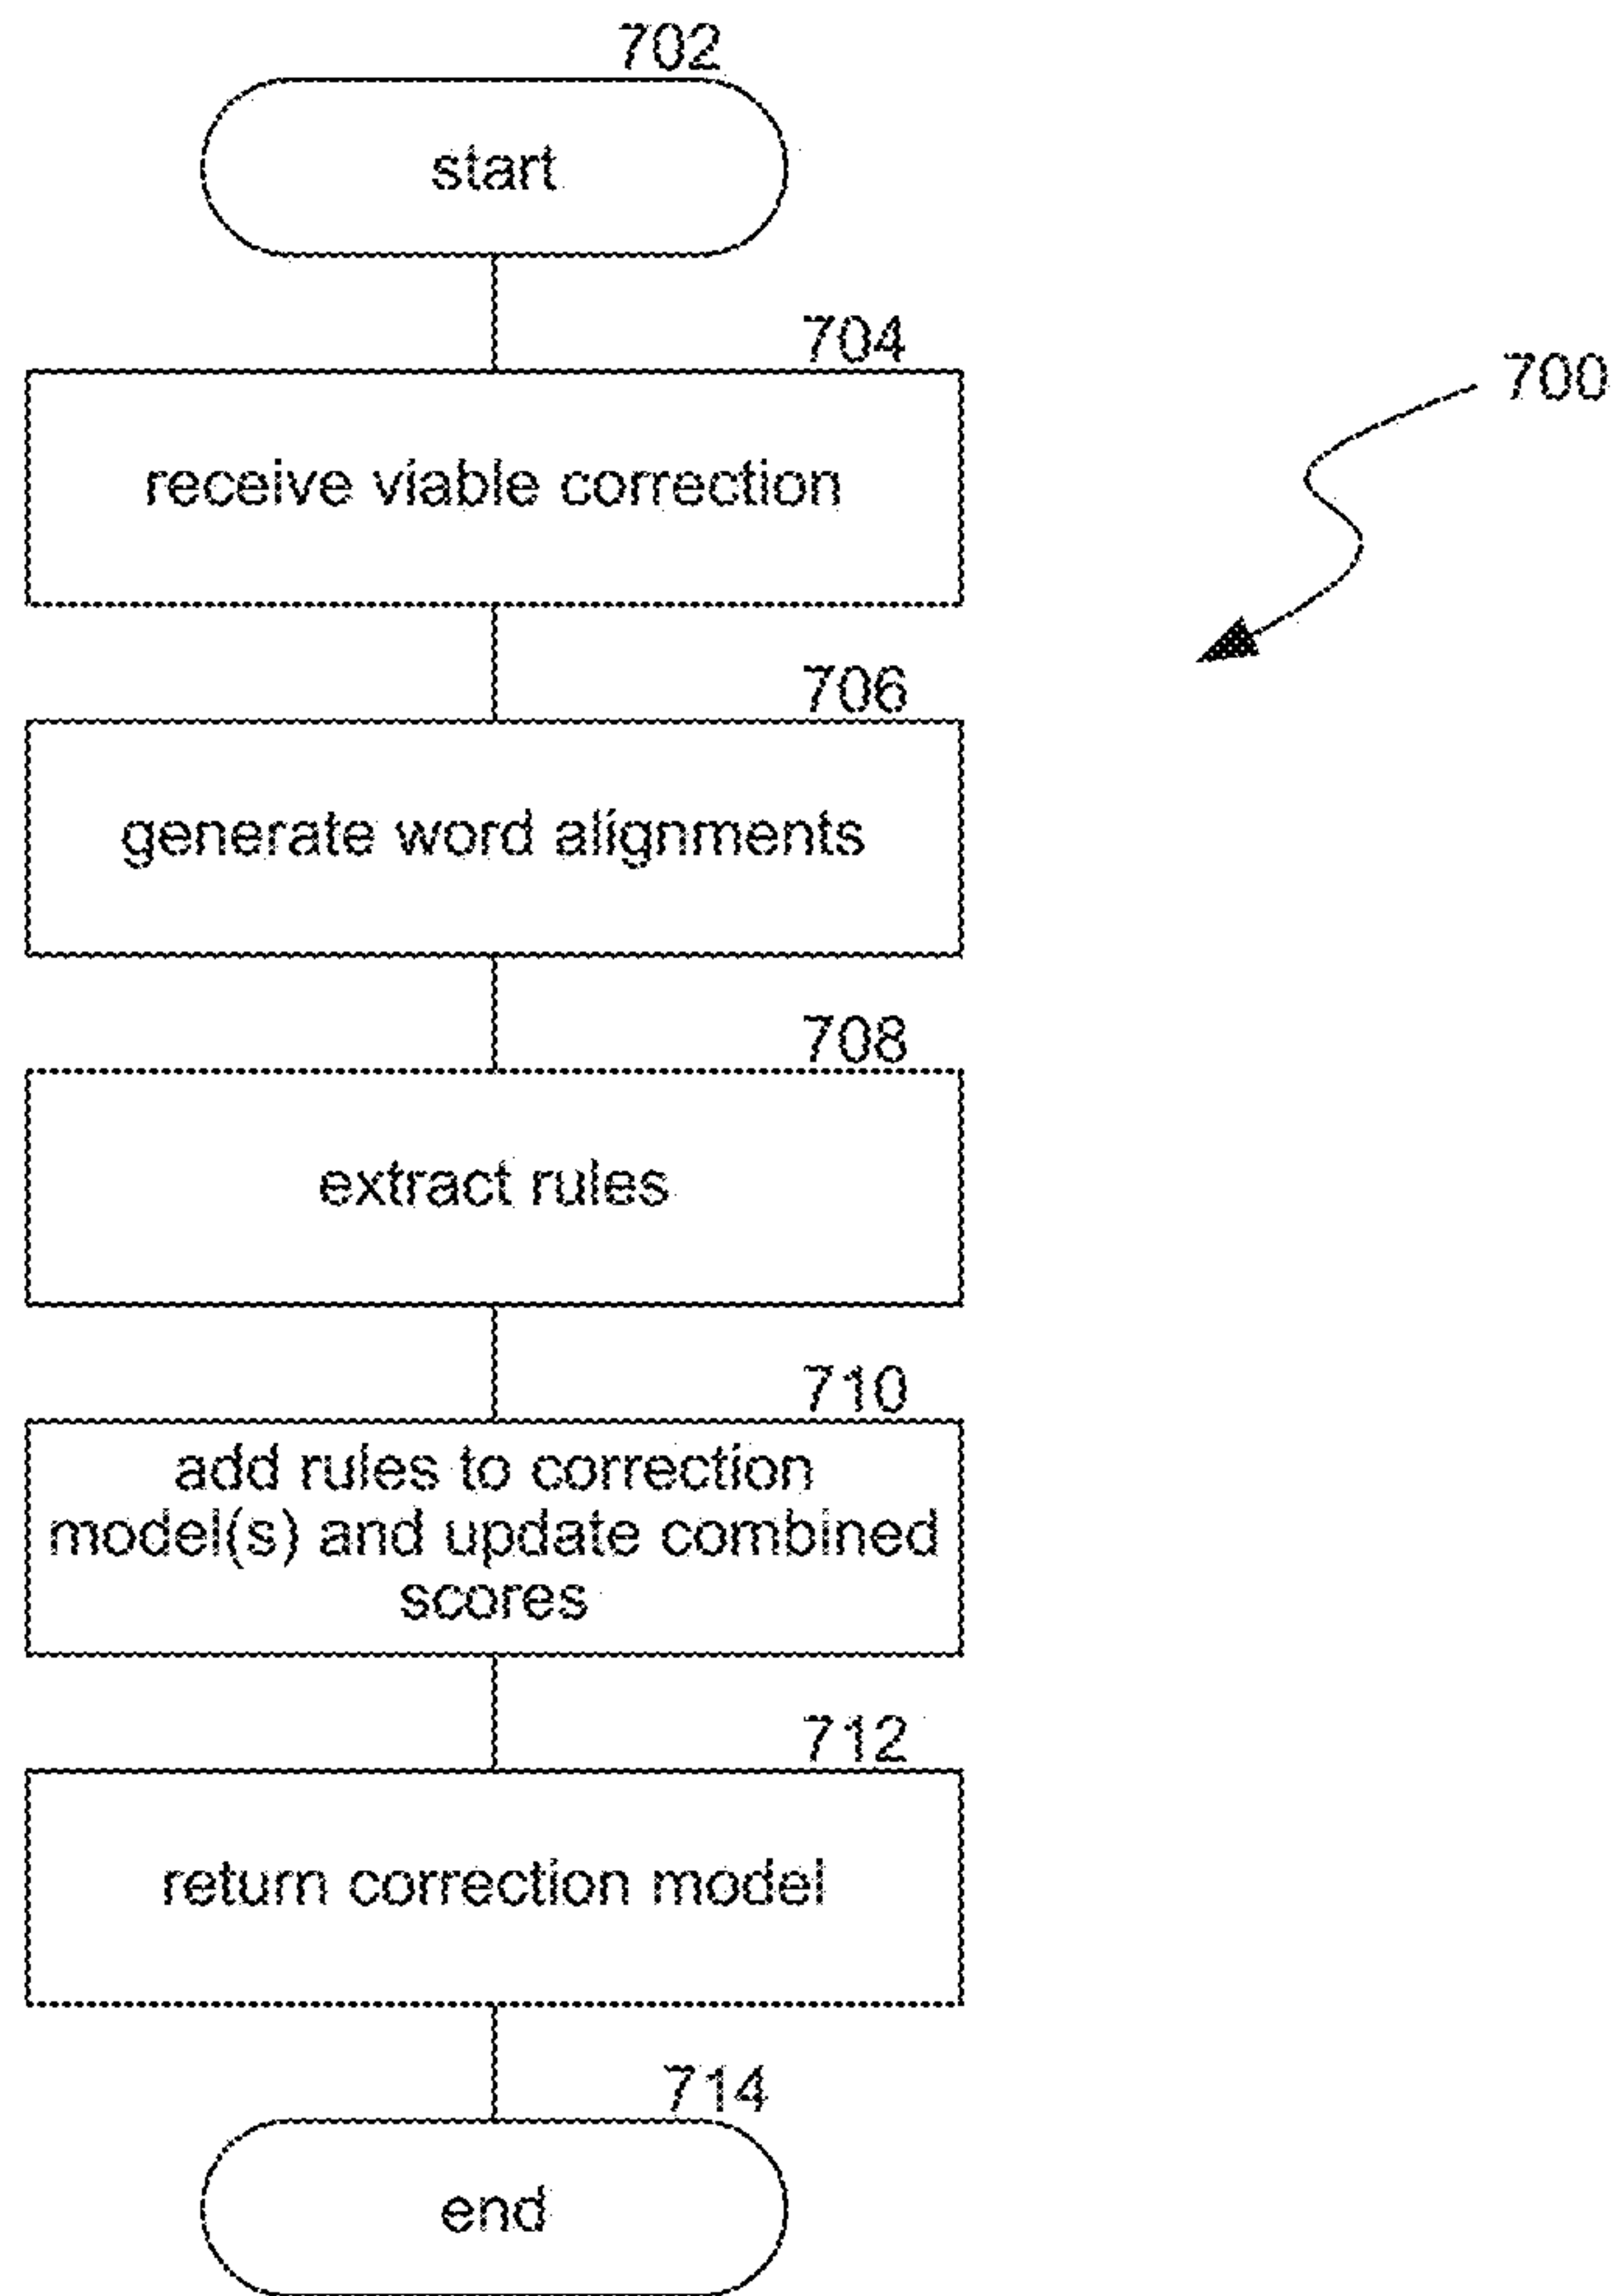 702
start
704
700
receive viable correction
706
generate word alignments
708
extract rules
710
add rules to correction
model(s) and update combined
scores
712
return correction model
714
end